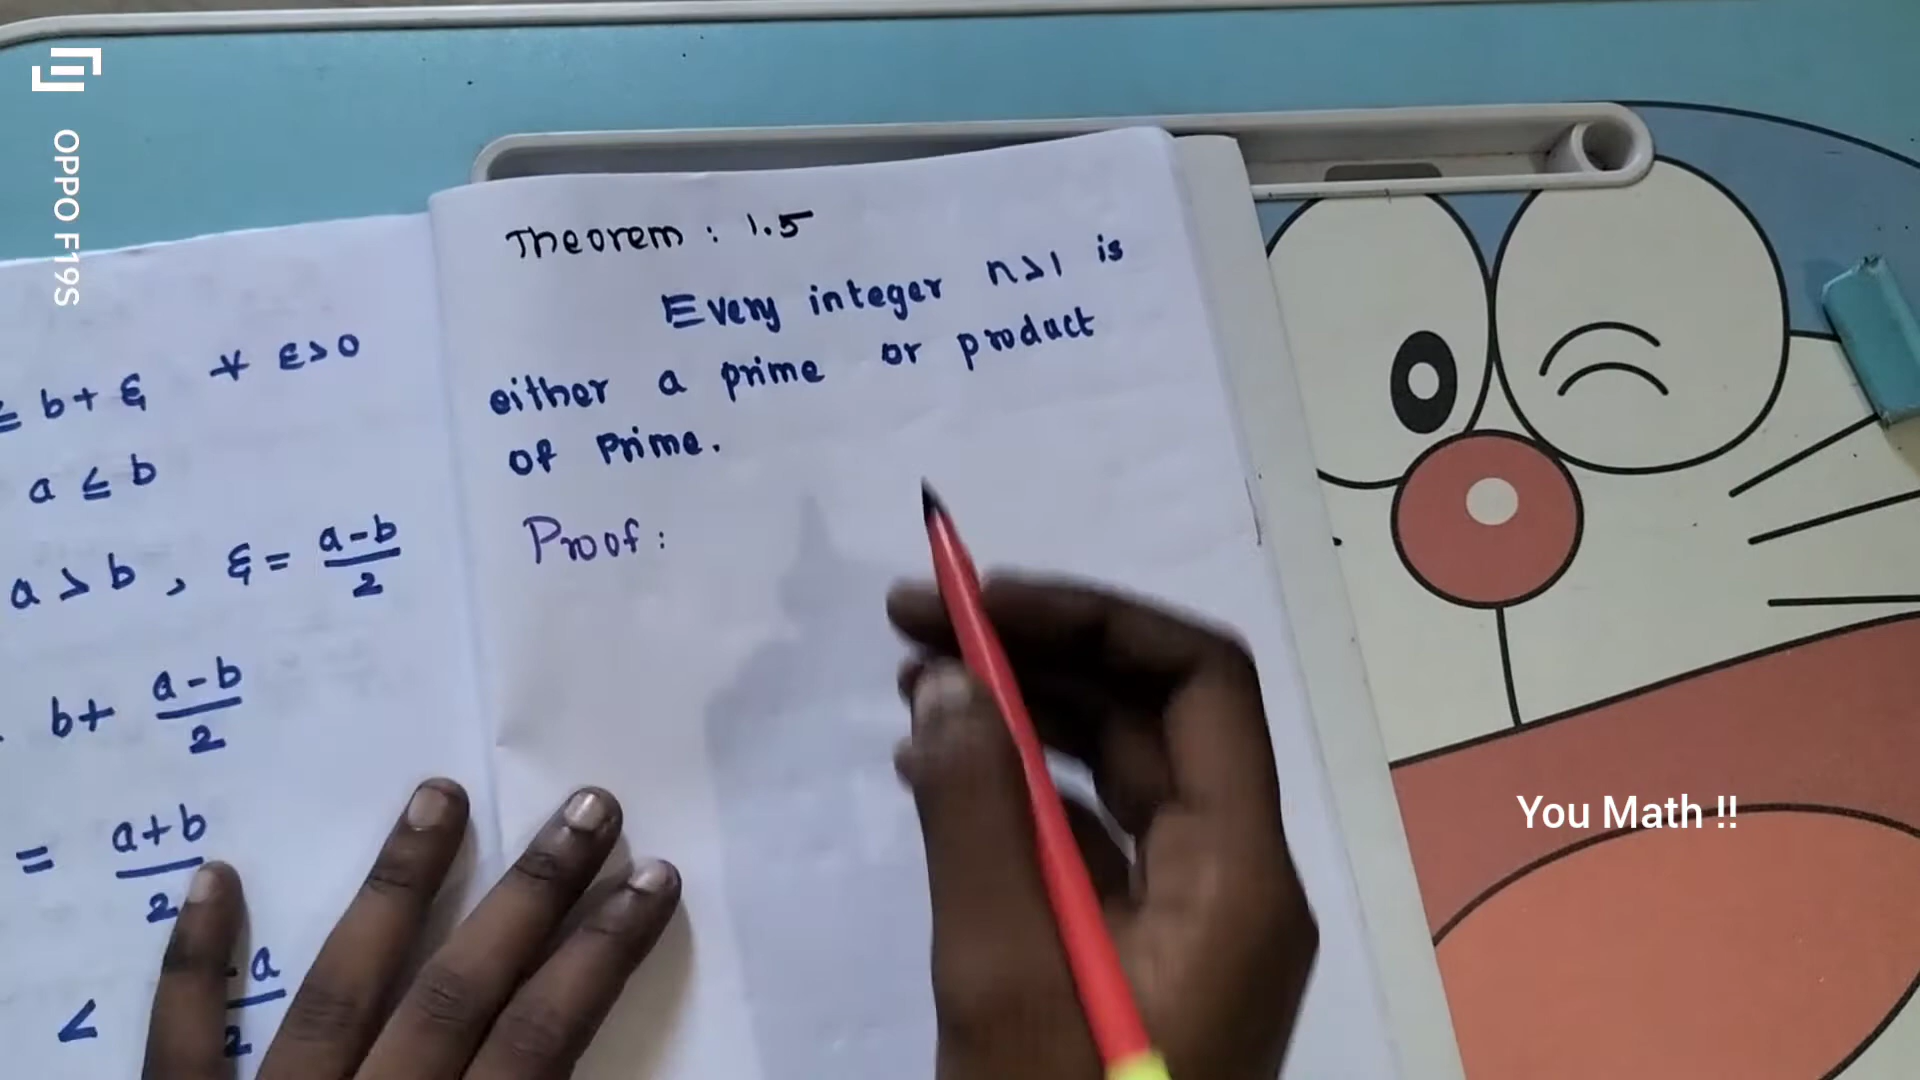 OPPO F19S
≤ b + ε ∀ ε > 0
a ≤ b
a > b , ε = a-b/2
b + a-b/2
= a+b/2
< -a/2
Theorem : 1.5
Every integer n>1 is
either a prime or product
of Prime.
Proof :
You Math !!